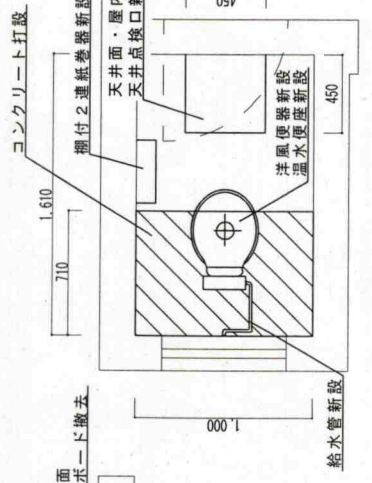 コンクリート打設
1,610
710
棚付2連紙巻器新設
天井面・屋内
天井点検口新
450
450
洋風便器新設
温水便座新設
給水管新設
1,000
面
ボード撤去